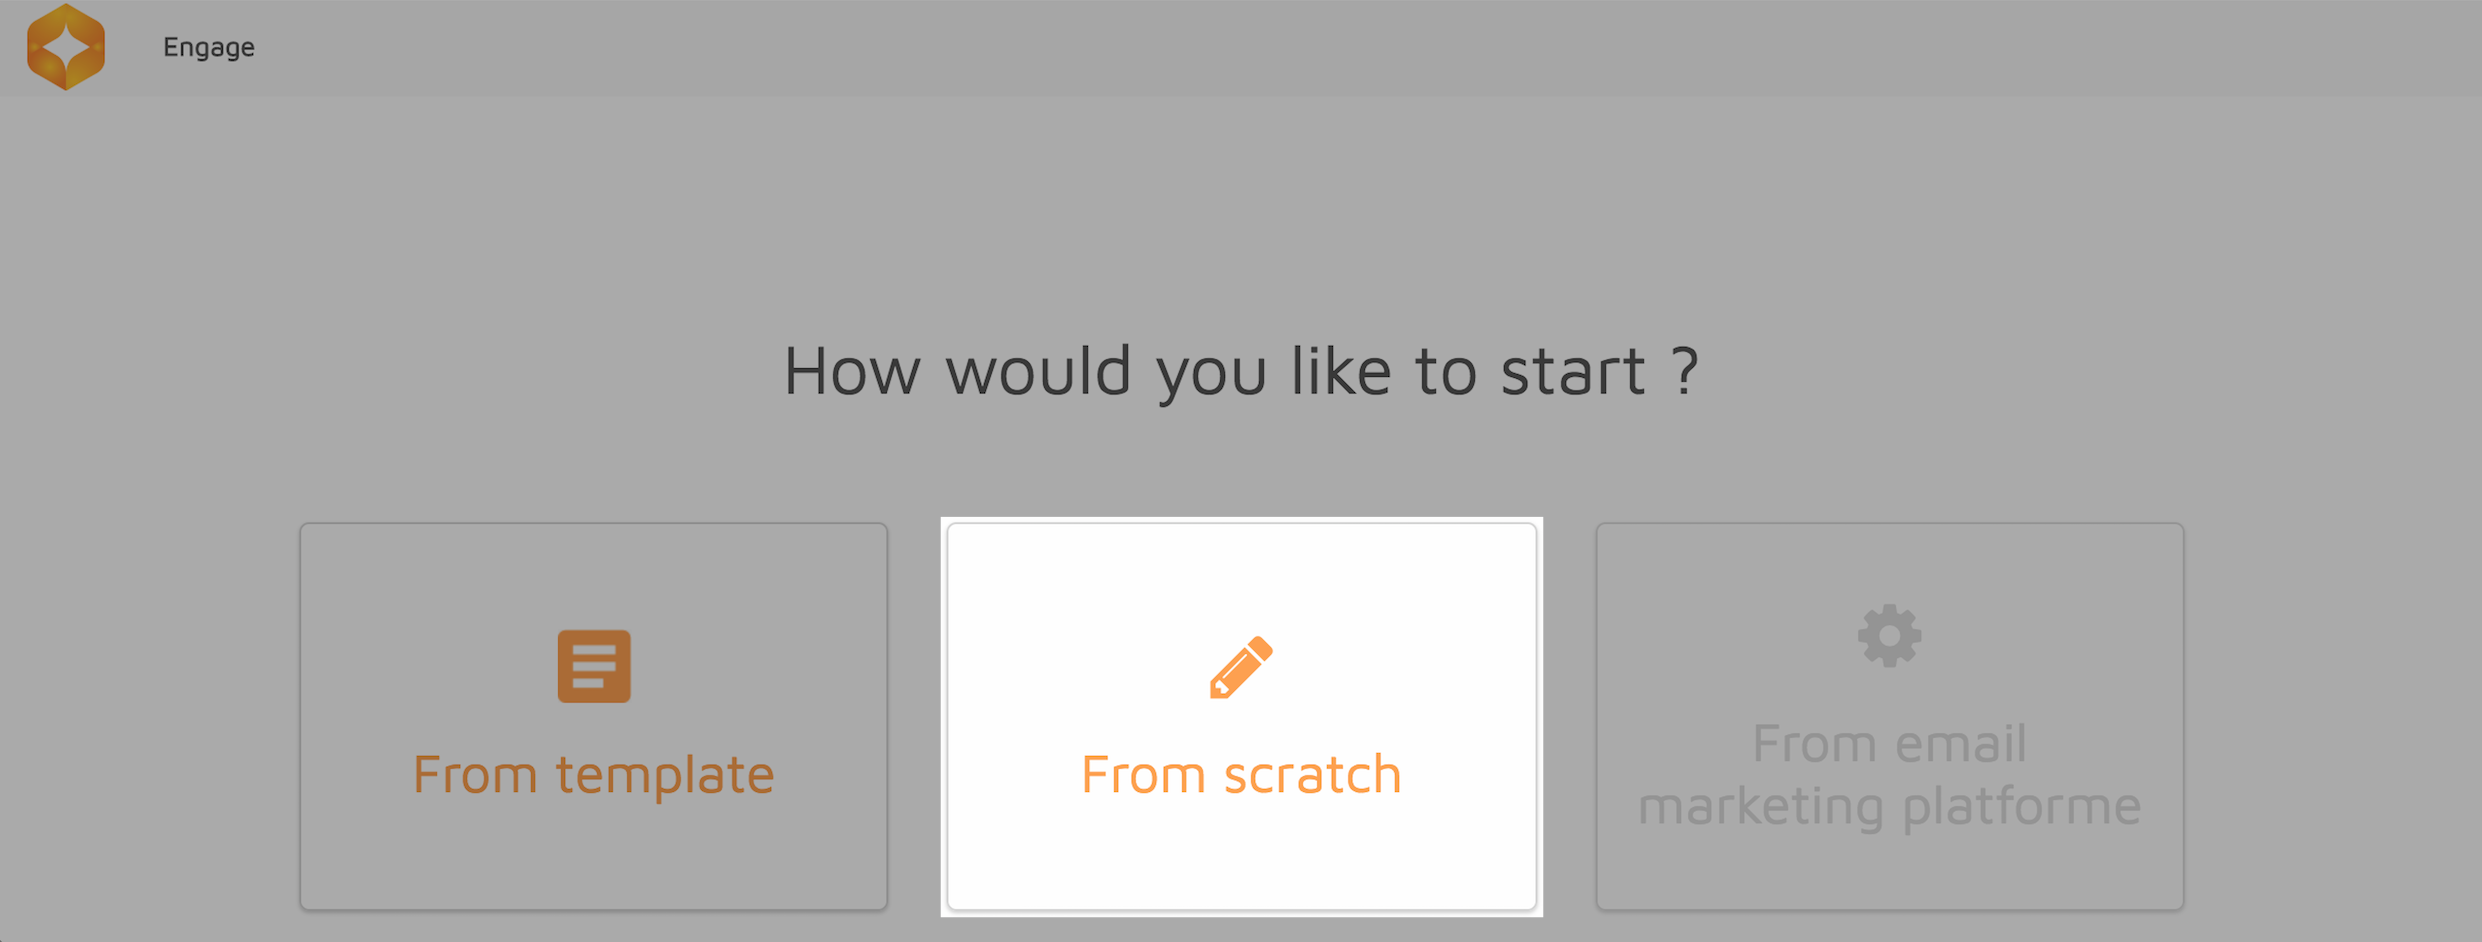 Engage
How would you like to start ?
From template
From scratch
From email
marketing platforme